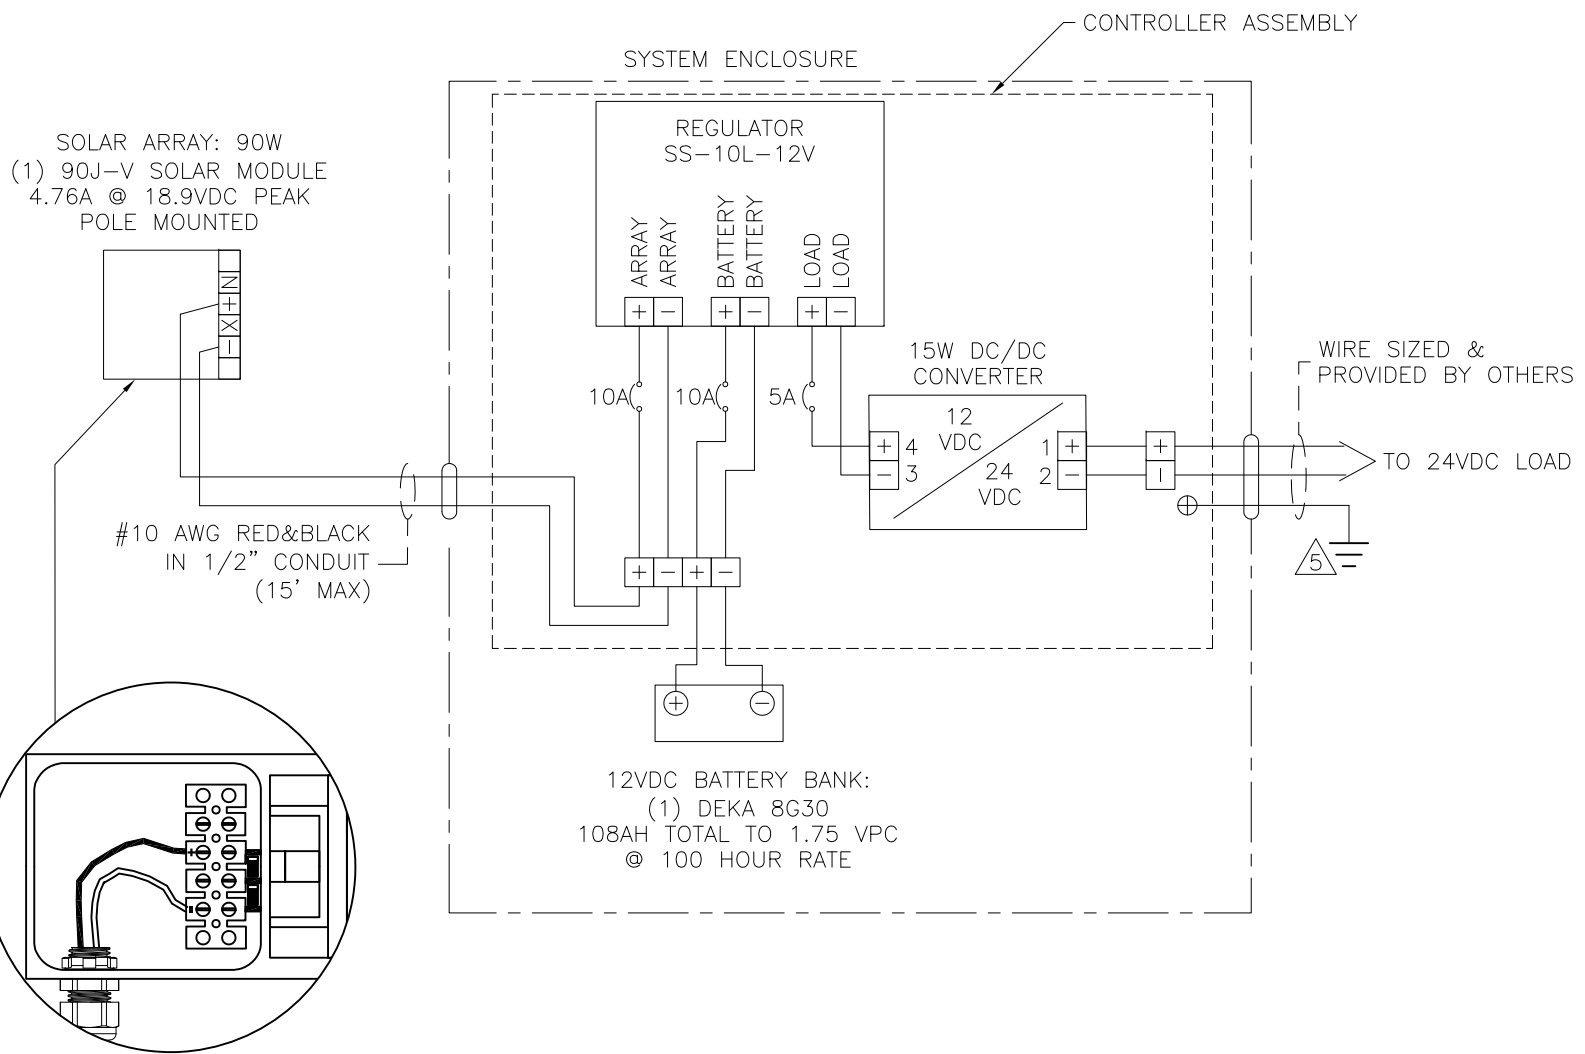 CONTROLLER ASSEMBLY
SYSTEM ENCLOSURE
SOLAR ARRAY: 90W
(1) 90J-V SOLAR MODULE
4.76A @ 18.9VDC PEAK
POLE MOUNTED
N
+
X
-
REGULATOR
SS-10L-12V
ARRAY ARRAY BATTERY BATTERY LOAD LOAD
+ - + - + -
10A 10A 5A
15W DC/DC
CONVERTER
12
VDC
24
VDC
+ 4
- 3
1 +
2 -
+
-
WIRE SIZED &
PROVIDED BY OTHERS
TO 24VDC LOAD
5
#10 AWG RED&BLACK
IN 1/2" CONDUIT
(15' MAX)
+ - + -
+ -
12VDC BATTERY BANK:
(1) DEKA 8G30
108AH TOTAL TO 1.75 VPC
@ 100 HOUR RATE
+
-